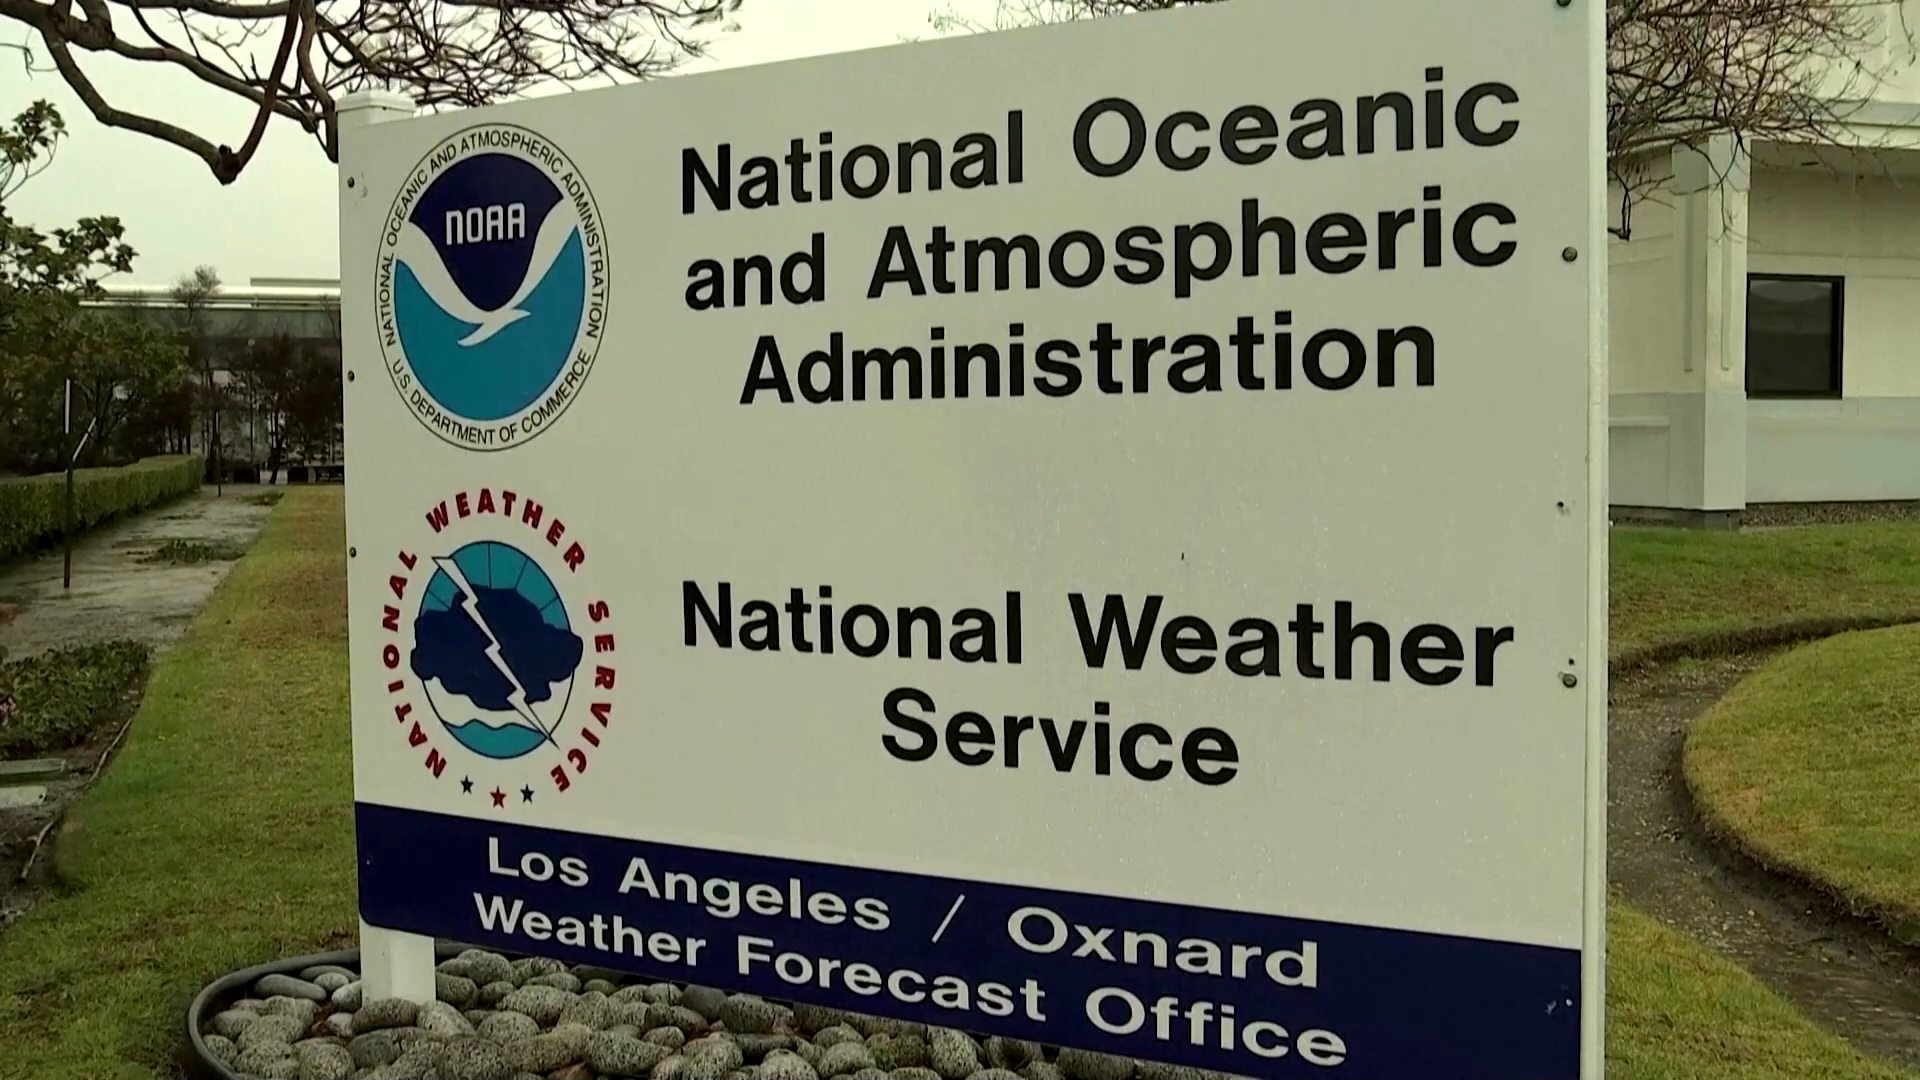 NATIONAL OCEANIC AND ATMOSPHERIC ADMINISTRATION
U.S. DEPARTMENT OF COMMERCE
NOAA
National Oceanic
and Atmospheric
Administration
NATIONAL WEATHER SERVICE
National Weather
Service
Los Angeles / Oxnard
Weather Forecast Office